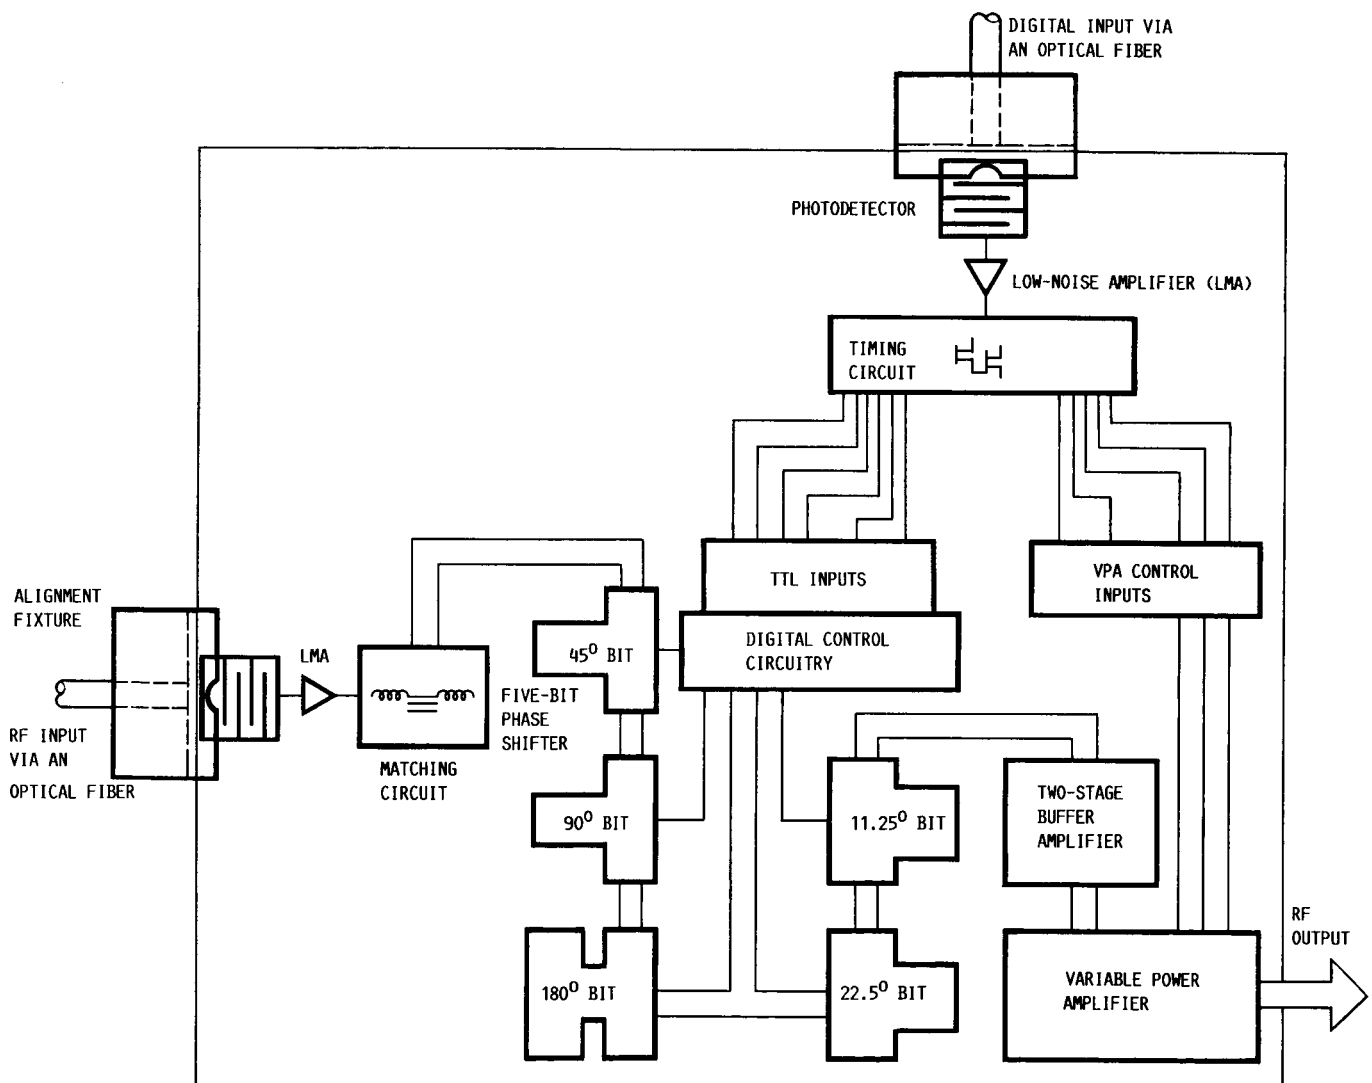 DIGITAL INPUT VIA
AN OPTICAL FIBER
PHOTODETECTOR
LOW-NOISE AMPLIFIER (LMA)
TIMING
CIRCUIT
TTL INPUTS
VPA CONTROL
INPUTS
DIGITAL CONTROL
CIRCUITRY
ALIGNMENT
FIXTURE
LMA
45⁰ BIT
FIVE-BIT
PHASE
SHIFTER
RF INPUT
VIA AN
OPTICAL FIBER
MATCHING
CIRCUIT
90⁰ BIT
11.25⁰ BIT
TWO-STAGE
BUFFER
AMPLIFIER
180⁰ BIT
22.5⁰ BIT
VARIABLE POWER
AMPLIFIER
RF
OUTPUT